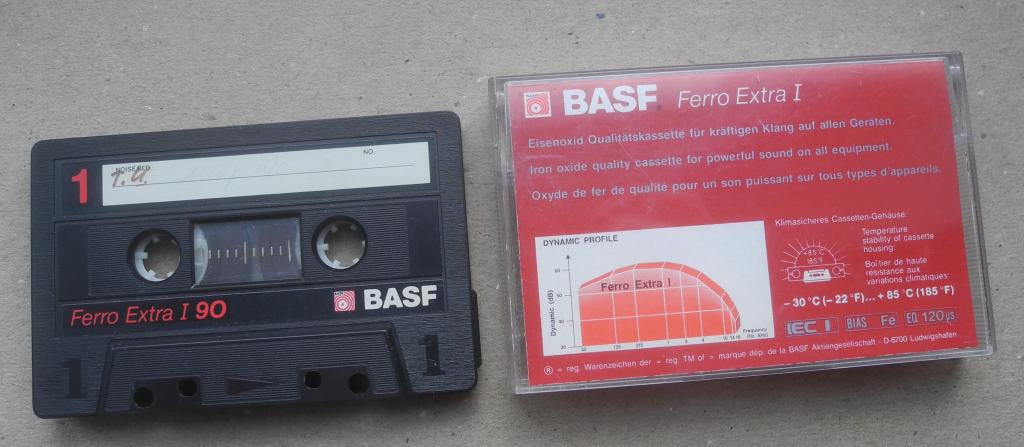 NOISE RED
NO.
1
Ferro Extra I 90
BASF
1
1
BASF Ferro Extra I
Eisenoxid Qualitätskassette für kräftigen Klang auf allen Geräten.
Iron oxide quality cassette for powerful sound on all equipment.
Oxyde de fer de qualité pour un son puissant sur tous types d'appareils.
DYNAMIC PROFILE
Dynamic (dB)
Ferro Extra I
Frequency
(Hz, kHz)
Klimasicheres Cassetten-Gehäuse:
Temperature
stability of cassette
housing:
Boîtier de haute
résistance aux
variations climatiques:
+85°C
185°F
–30°C (–22°F)...+85°C (185°F)
IEC I BIAS Fe EQ 120 µs
® = reg. Warenzeichen der = reg. TM of = marque dép. de la BASF Aktiengesellschaft - D-6700 Ludwigshafen